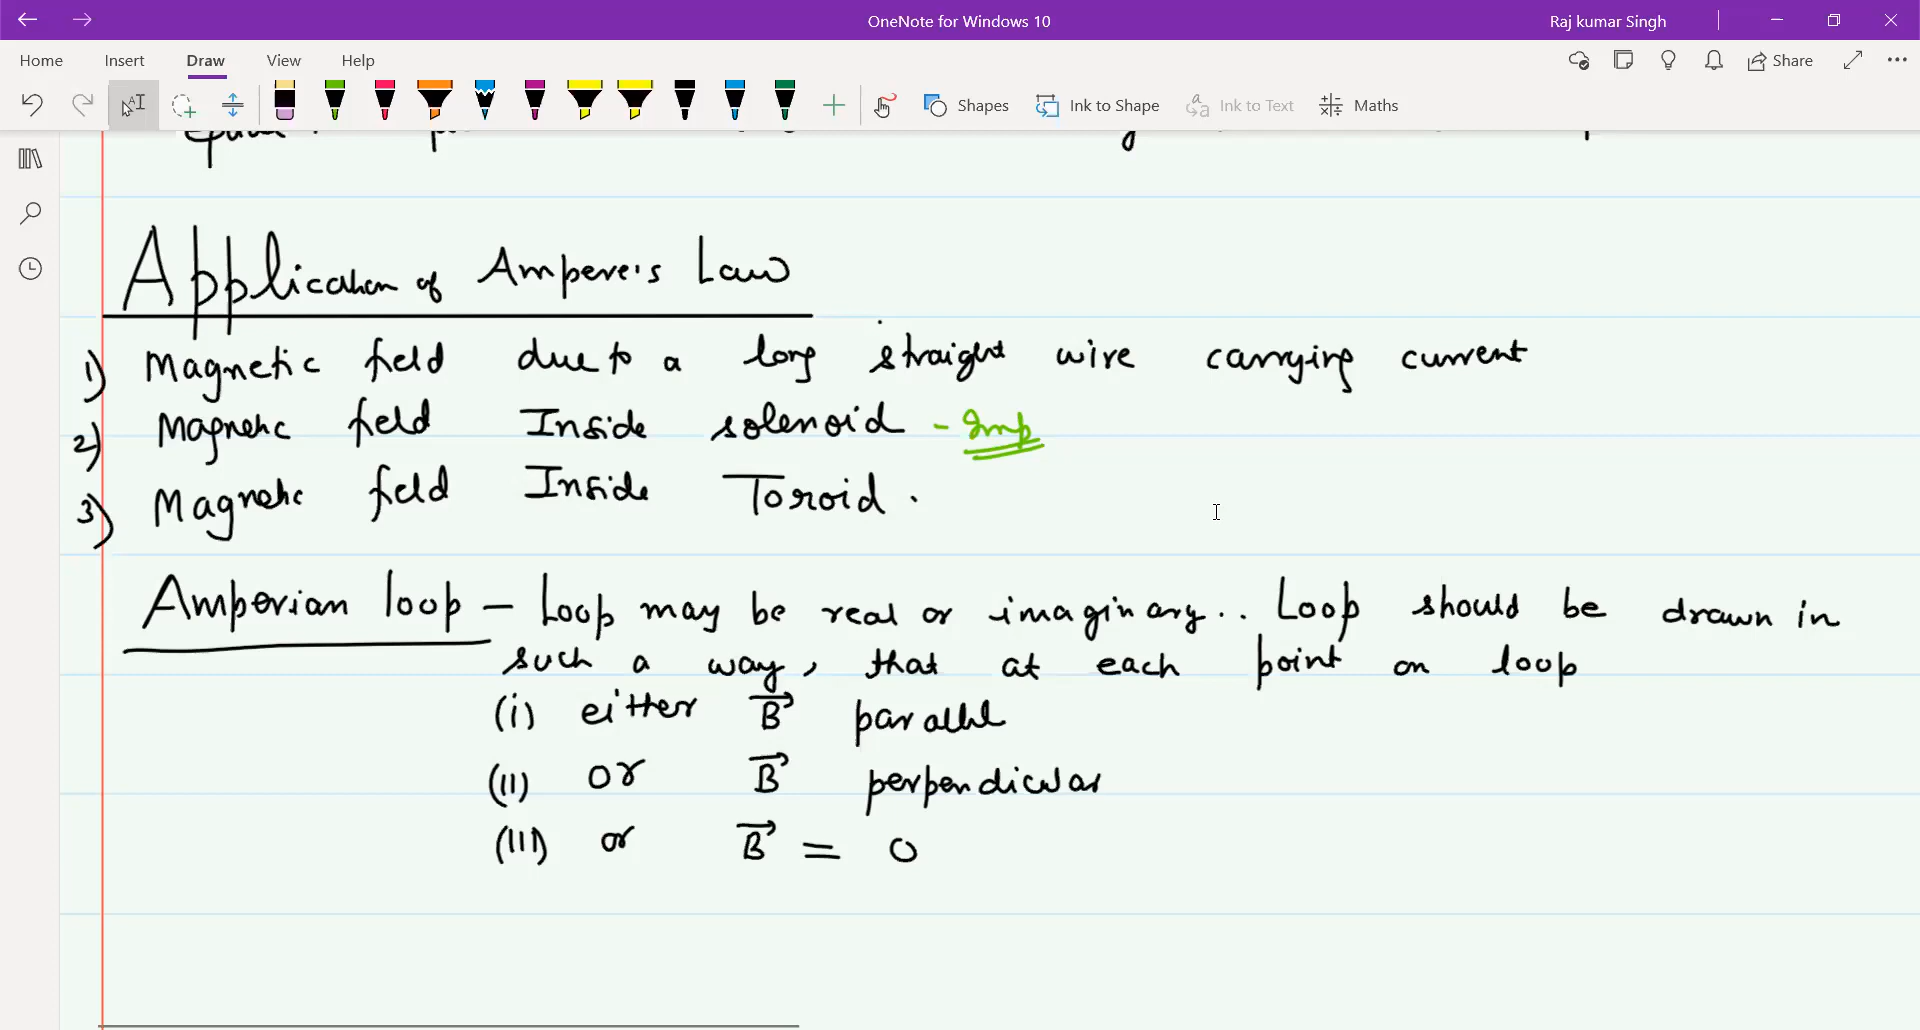 OneNote for Windows 10
Raj kumar Singh
Home Insert Draw View Help
Share
Shapes Ink to Shape Ink to Text Maths
Application of Ampere's Law
1) Magnetic field due to a long straight wire carrying current
2) Magnetic field Inside solenoid - Imp
3) Magnetic field Inside Toroid.
Amperian loop - Loop may be real or imaginary.. Loop should be drawn in
such a way, that at each point on loop
(i) either B⃗ parallel
(II) or B⃗ perpendicular
(III) or B⃗ = 0